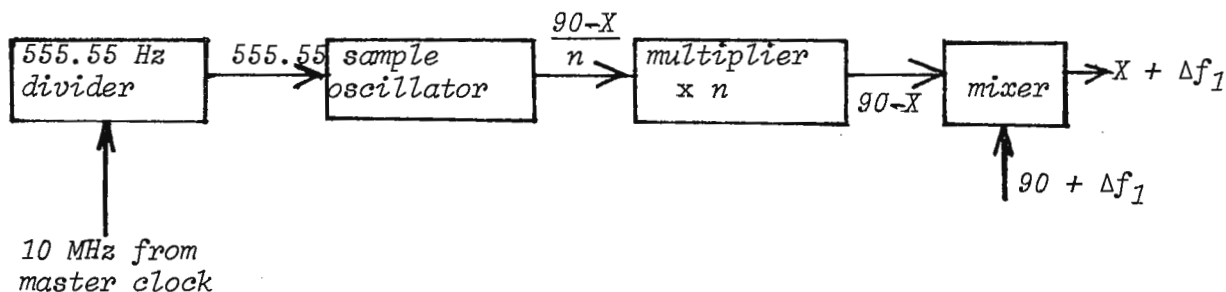 555.55 Hz
divider
555.55
sample
oscillator
90-X
n
multiplier
x n
90-X
mixer
X + Δf1
90 + Δf1
10 MHz from
master clock